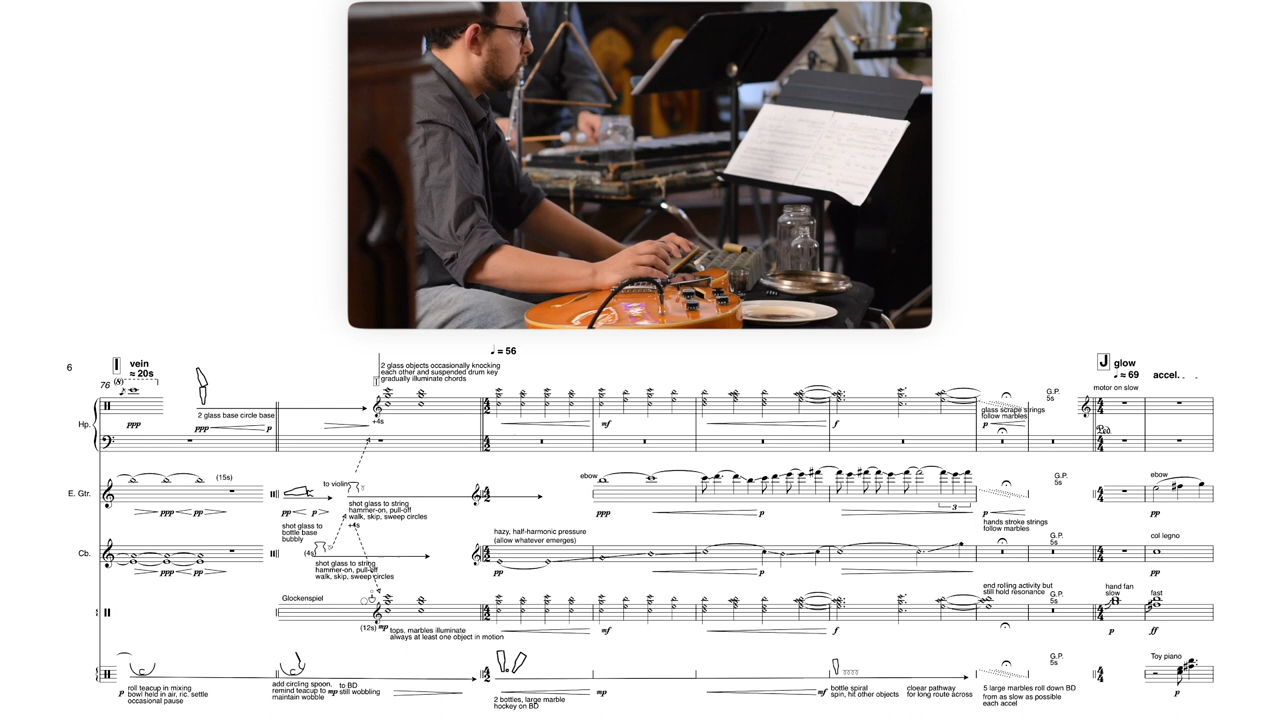 6
I vein
≈ 20s
76
(8)
ppp
2 glass base circle base
ppp p
2 glass objects occasionally knocking
each other and suspended drum key
gradually illuminate chords
+4s
♩ = 56
mf
f
glass scrape strings
follow marbles
p
G.P.
5s
J glow
♩ ≈ 69 accel.
motor on slow
Ped.
Hp.
E. Gtr.
(15s)
ppp pp
to violin
pp p
shot glass to string
hammer-on, pull-off
walk, skip, sweep circles
+4s
ebow
ppp
p
3
pp
hands stroke strings
follow marbles
G.P.
5s
ebow
pp
Cb.
ppp pp
shot glass to
bottle base
bubbly
(4s)
shot glass to string
hammer-on, pull-off
walk, skip, sweep circles
hazy, half-harmonic pressure
(allow whatever emerges)
pp
p
G.P.
5s
col legno
pp
Glockenspiel
(12s) mp
tops, marbles illuminate
always at least one object in motion
mf
f
end rolling activity but
still hold resonance
G.P.
5s
hand fan
slow
p
fast
ff
p
roll teacup in mixing
bowl held in air, ric. settle
occasional pause
add circling spoon,
remind teacup to
maintain wobble
mp
to BD
still wobbling
2 bottles, large marble
hockey on BD
mp
mf
bottle spiral
spin, hit other objects
cloear pathway
for long route across
5 large marbles roll down BD
from as slow as possible
each accel
G.P.
5s
Toy piano
p